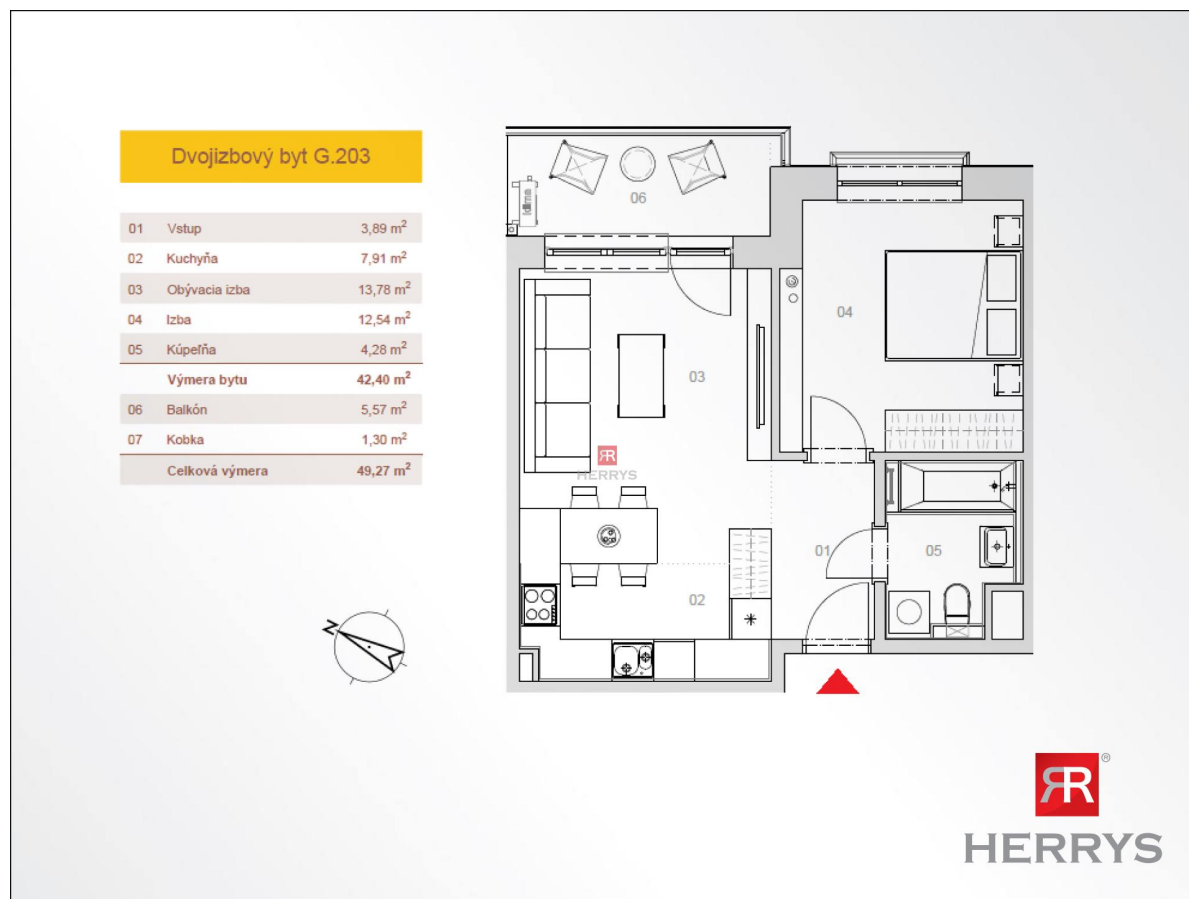 Dvojizbový byt G.203
01 Vstup 3,89 m²
02 Kuchyňa 7,91 m²
03 Obývacia izba 13,78 m²
04 Izba 12,54 m²
05 Kúpeľňa 4,28 m²
Výmera bytu 42,40 m²
06 Balkón 5,57 m²
07 Kobka 1,30 m²
Celková výmera 49,27 m²
06
04
03
HERRYS
01
05
02
N
HERRYS